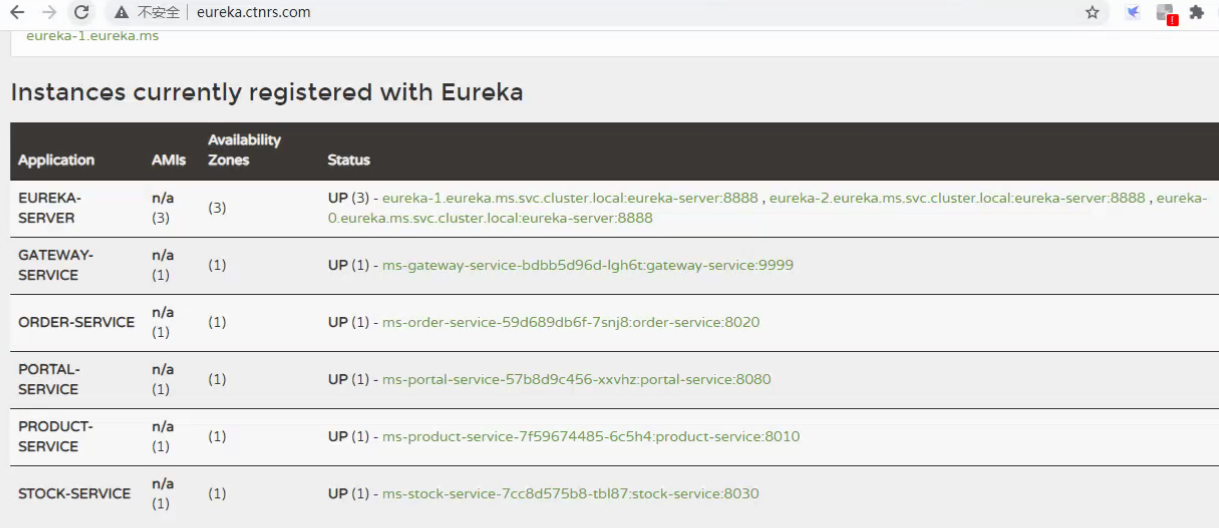 不安全 | eureka.ctnrs.com
eureka-1.eureka.ms
Instances currently registered with Eureka
Application AMIs Availability Zones Status
EUREKA-SERVER n/a (3) (3) UP (3) - eureka-1.eureka.ms.svc.cluster.local:eureka-server:8888 , eureka-2.eureka.ms.svc.cluster.local:eureka-server:8888 , eureka-0.eureka.ms.svc.cluster.local:eureka-server:8888
GATEWAY-SERVICE n/a (1) (1) UP (1) - ms-gateway-service-bdbb5d96d-lgh6t:gateway-service:9999
ORDER-SERVICE n/a (1) (1) UP (1) - ms-order-service-59d689db6f-7snj8:order-service:8020
PORTAL-SERVICE n/a (1) (1) UP (1) - ms-portal-service-57b8d9c456-xxvhz:portal-service:8080
PRODUCT-SERVICE n/a (1) (1) UP (1) - ms-product-service-7f59674485-6c5h4:product-service:8010
STOCK-SERVICE n/a (1) (1) UP (1) - ms-stock-service-7cc8d575b8-tbl87:stock-service:8030